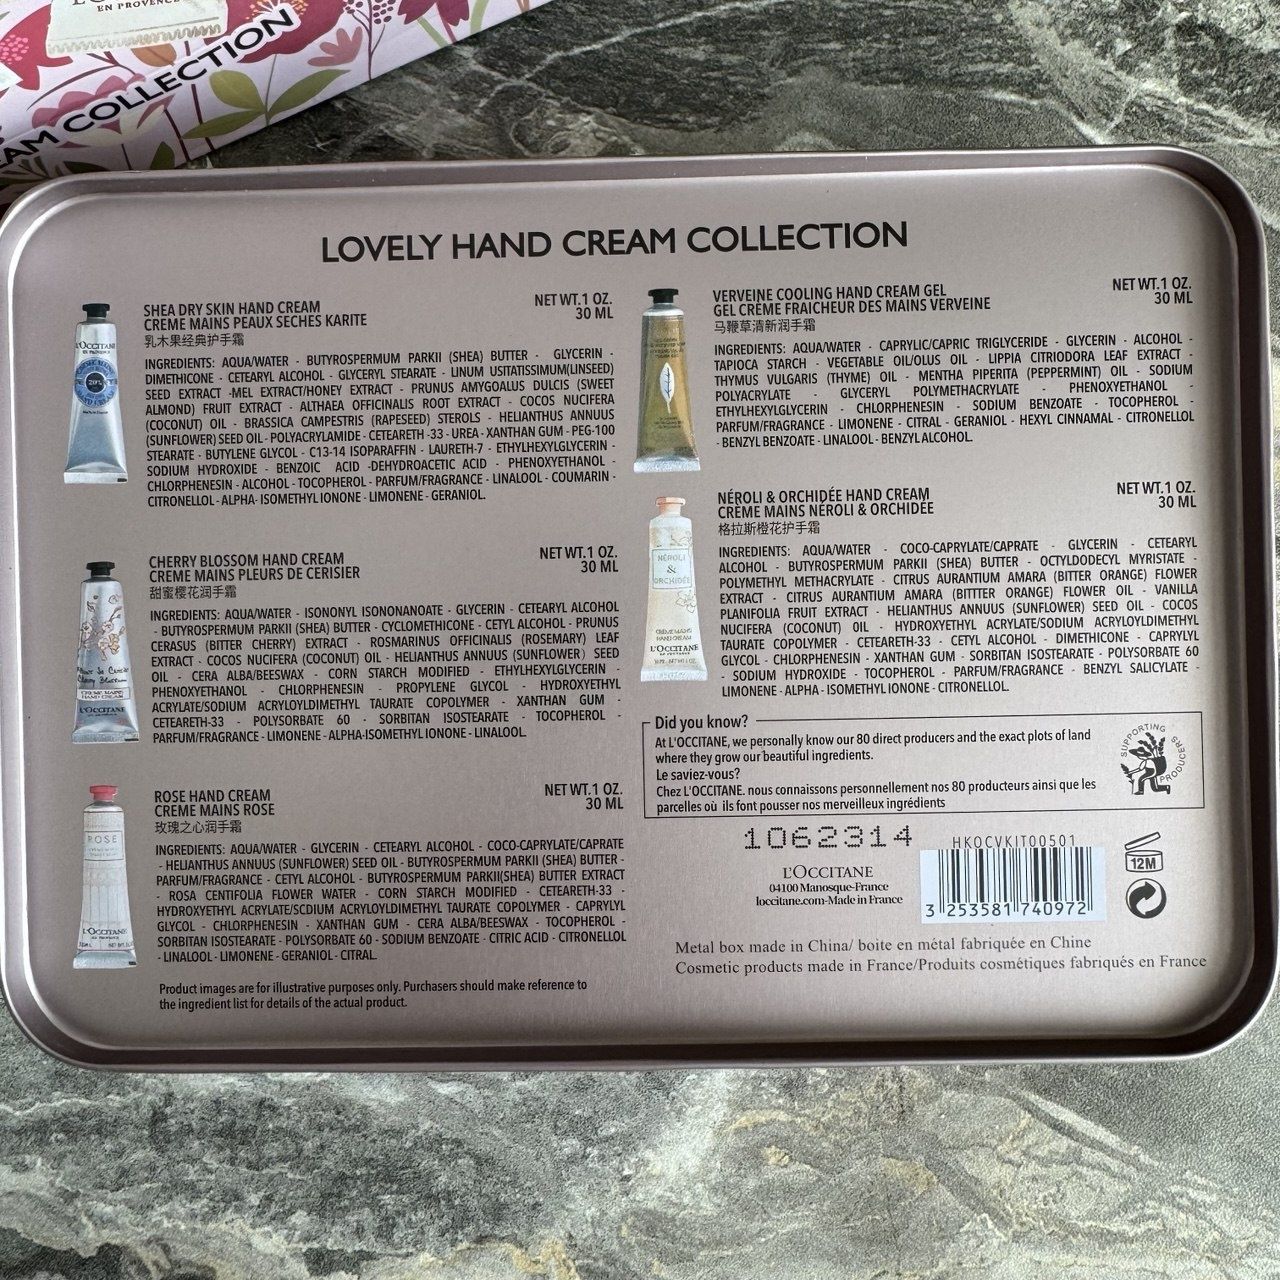 EN PROVENCE
AM COLLECTION
LOVELY HAND CREAM COLLECTION
SHEA DRY SKIN HAND CREAM
CREME MAINS PEAUX SECHES KARITE
乳木果经典护手霜
NET WT.1 OZ.
30 ML
INGREDIENTS: AQUA/WATER - BUTYROSPERMUM PARKII (SHEA) BUTTER - GLYCERIN -
DIMETHICONE - CETEARYL ALCOHOL - GLYCERYL STEARATE - LINUM USITATISSIMUM(LINSEED)
SEED EXTRACT -MEL EXTRACT/HONEY EXTRACT - PRUNUS AMYGOALUS DULCIS (SWEET
ALMOND) FRUIT EXTRACT - ALTHAEA OFFICINALIS ROOT EXTRACT - COCOS NUCIFERA
(COCONUT) OIL - BRASSICA CAMPESTRIS (RAPESEED) STEROLS - HELIANTHUS ANNUUS
(SUNFLOWER) SEED OIL - POLYACRYLAMIDE - CETEARETH -33 - UREA - XANTHAN GUM - PEG-100
STEARATE - BUTYLENE GLYCOL - C13-14 ISOPARAFFIN - LAURETH-7 - ETHYLHEXYLGLYCERIN -
SODIUM HYDROXIDE - BENZOIC ACID -DEHYDROACETIC ACID - PHENOXYETHANOL -
CHLORPHENESIN - ALCOHOL - TOCOPHEROL - PARFUM/FRAGRANCE - LINALOOL - COUMARIN -
CITRONELLOL - ALPHA- ISOMETHYL IONONE - LIMONENE - GERANIOL.
CHERRY BLOSSOM HAND CREAM
CREME MAINS PLEURS DE CERISIER
甜蜜樱花润手霜
NET WT.1 OZ.
30 ML
INGREDIENTS: AQUA/WATER - ISONONYL ISONONANOATE - GLYCERIN - CETEARYL ALCOHOL
- BUTYROSPERMUM PARKII (SHEA) BUTTER - CYCLOMETHICONE - CETYL ALCOHOL - PRUNUS
CERASUS (BITTER CHERRY) EXTRACT - ROSMARINUS OFFICINALIS (ROSEMARY) LEAF
EXTRACT - COCOS NUCIFERA (COCONUT) OIL - HELIANTHUS ANNUUS (SUNFLOWER) SEED
OIL - CERA ALBA/BEESWAX - CORN STARCH MODIFIED - ETHYLHEXYLGLYCERIN -
PHENOXYETHANOL - CHLORPHENESIN - PROPYLENE GLYCOL - HYDROXYETHYL
ACRYLATE/SODIUM ACRYLOYLDIMETHYL TAURATE COPOLYMER - XANTHAN GUM -
CETEARETH-33 - POLYSORBATE 60 - SORBITAN ISOSTEARATE - TOCOPHEROL -
PARFUM/FRAGRANCE - LIMONENE - ALPHA-ISOMETHYL IONONE - LINALOOL.
ROSE HAND CREAM
CREME MAINS ROSE
玫瑰之心润手霜
NET WT.1 OZ.
30 ML
INGREDIENTS: AQUA/WATER - GLYCERIN - CETEARYL ALCOHOL - COCO-CAPRYLATE/CAPRATE
- HELIANTHUS ANNUUS (SUNFLOWER) SEED OIL - BUTYROSPERMUM PARKII (SHEA) BUTTER -
PARFUM/FRAGRANCE - CETYL ALCOHOL - BUTYROSPERMUM PARKII(SHEA) BUTTER EXTRACT
- ROSA CENTIFOLIA FLOWER WATER - CORN STARCH MODIFIED - CETEARETH-33 -
HYDROXYETHYL ACRYLATE/SCDIUM ACRYLOYLDIMETHYL TAURATE COPOLYMER - CAPRYLYL
GLYCOL - CHLORPHENESIN - XANTHAN GUM - CERA ALBA/BEESWAX - TOCOPHEROL -
SORBITAN ISOSTEARATE - POLYSORBATE 60 - SODIUM BENZOATE - CITRIC ACID - CITRONELLOL
- LINALOOL - LIMONENE - GERANIOL - CITRAL.
Product images are for illustrative purposes only. Purchasers should make reference to
the ingredient list for details of the actual product.
VERVEINE COOLING HAND CREAM GEL
GEL CRÈME FRAICHEUR DES MAINS VERVEINE
马鞭草清新润手霜
NET WT.1 OZ.
30 ML
INGREDIENTS: AQUA/WATER - CAPRYLIC/CAPRIC TRIGLYCERIDE - GLYCERIN - ALCOHOL -
TAPIOCA STARCH - VEGETABLE OIL/OLUS OIL - LIPPIA CITRIODORA LEAF EXTRACT -
THYMUS VULGARIS (THYME) OIL - MENTHA PIPERITA (PEPPERMINT) OIL - SODIUM
POLYACRYLATE - GLYCERYL POLYMETHACRYLATE - PHENOXYETHANOL -
ETHYLHEXYLGLYCERIN - CHLORPHENESIN - SODIUM BENZOATE - TOCOPHEROL -
PARFUM/FRAGRANCE - LIMONENE - CITRAL - GERANIOL - HEXYL CINNAMAL - CITRONELLOL
- BENZYL BENZOATE - LINALOOL - BENZYL ALCOHOL.
NÉROLI & ORCHIDÉE HAND CREAM
CRÈME MAINS NÉROLI & ORCHIDÉE
格拉斯橙花护手霜
NET WT.1 OZ.
30 ML
INGREDIENTS: AQUA/WATER - COCO-CAPRYLATE/CAPRATE - GLYCERIN - CETEARYL
ALCOHOL - BUTYROSPERMUM PARKII (SHEA) BUTTER - OCTYLDODECYL MYRISTATE -
POLYMETHYL METHACRYLATE - CITRUS AURANTIUM AMARA (BITTER ORANGE) FLOWER
EXTRACT - CITRUS AURANTIUM AMARA (BITTTER ORANGE) FLOWER OIL - VANILLA
PLANIFOLIA FRUIT EXTRACT - HELIANTHUS ANNUUS (SUNFLOWER) SEED OIL - COCOS
NUCIFERA (COCONUT) OIL - HYDROXYETHYL ACRYLATE/SODIUM ACRYLOYLDIMETHYL
TAURATE COPOLYMER - CETEARETH-33 - CETYL ALCOHOL - DIMETHICONE - CAPRYLYL
GLYCOL - CHLORPHENESIN - XANTHAN GUM - SORBITAN ISOSTEARATE - POLYSORBATE 60
- SODIUM HYDROXIDE - TOCOPHEROL - PARFUM/FRAGRANCE - BENZYL SALICYLATE -
LIMONENE - ALPHA - ISOMETHYL IONONE - CITRONELLOL.
NÉROLI
&
ORCHIDÉE
CRÈME MAINS
HAND CREAM
L'OCCITANE
ROSE
L'OCCITANE
Did you know?
At L'OCCITANE, we personally know our 80 direct producers and the exact plots of land
where they grow our beautiful ingredients.
Le saviez-vous?
Chez L'OCCITANE. nous connaissons personnellement nos 80 producteurs ainsi que les
parcelles où ils font pousser nos merveilleux ingrédients
SUPPORTING
PRODUCERS
1062314
L'OCCITANE
04100 Manosque-France
loccitane.com-Made in France
HKOCVKIT00501
3 253581 740972
12M
Metal box made in China/ boite en métal fabriquée en Chine
Cosmetic products made in France/Produits cosmétiques fabriqués en France